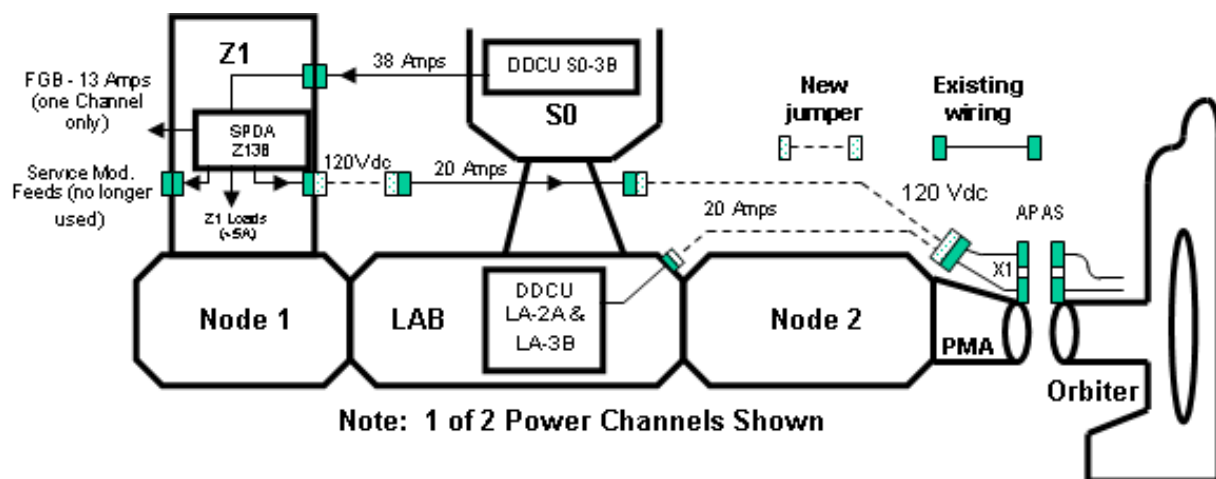 Z1
38 Amps
DDCU S0-3B
S0
FGB - 13 Amps
(one Channel
only)
SPDA
Z13B
New
jumper
Existing
wiring
Service Mod.
Feeds (no longer
used)
Z1 Loads
(<5A)
120Vdc
20 Amps
120 Vdc
20 Amps
APAS
X1
Node 1
LAB
DDCU
LA-2A &
LA-3B
Node 2
PMA
Orbiter
Note: 1 of 2 Power Channels Shown